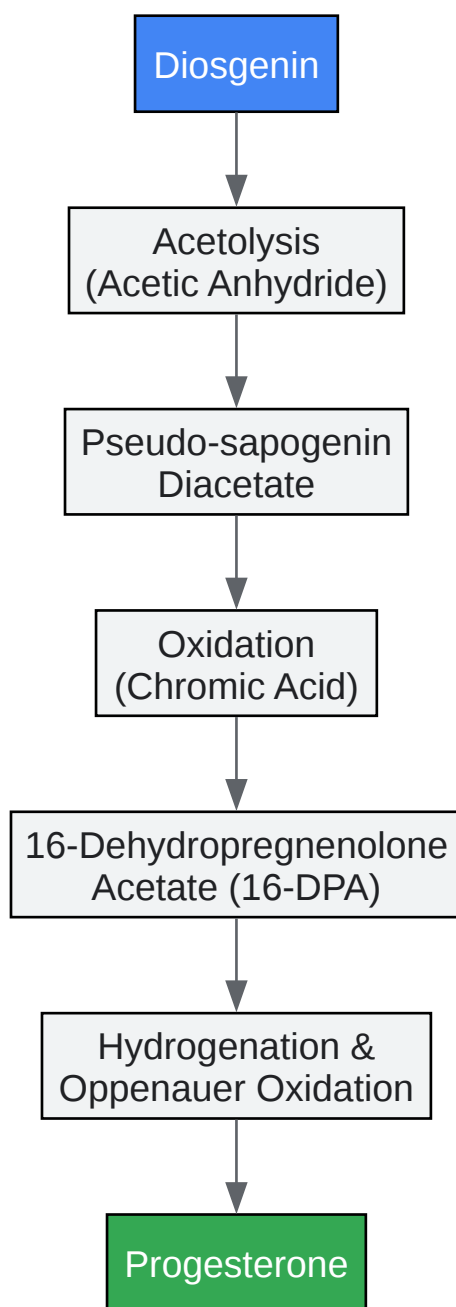 Diosgenin
Acetolysis
(Acetic Anhydride)
Pseudo-sapogenin
Diacetate
Oxidation
(Chromic Acid)
16-Dehydropregnenolone
Acetate (16-DPA)
Hydrogenation &
Oppenauer Oxidation
Progesterone